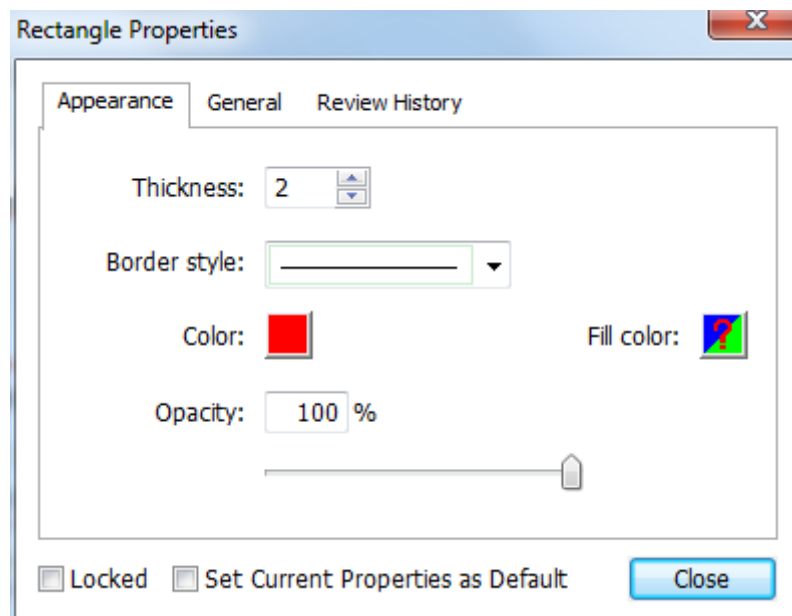 Rectangle Properties
Appearance General Review History
Thickness: 2
Border style:
Color: Fill color: ?
Opacity: 100 %
Locked Set Current Properties as Default Close